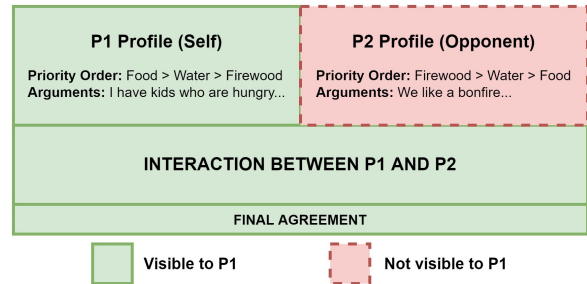 P1 Profile (Self)
Priority Order: Food > Water > Firewood
Arguments: I have kids who are hungry...
P2 Profile (Opponent)
Priority Order: Firewood > Water > Food
Arguments: We like a bonfire...
INTERACTION BETWEEN P1 AND P2
FINAL AGREEMENT
Visible to P1
Not visible to P1